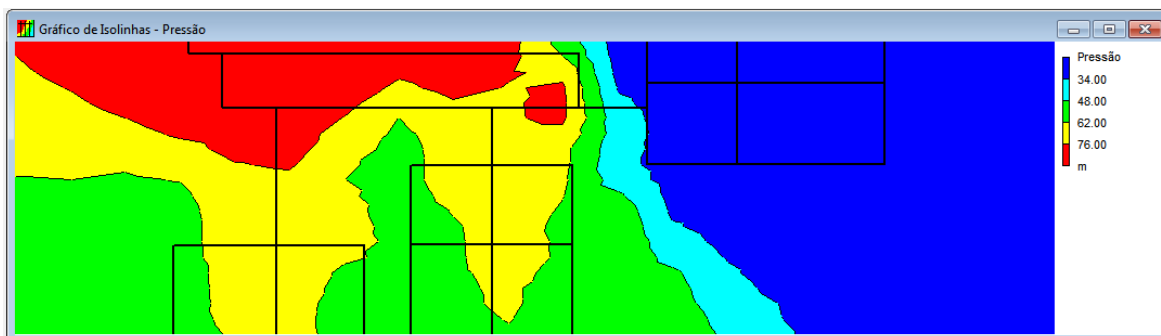 Gráfico de Isolinhas - Pressão
Pressão
34.00
48.00
62.00
76.00
m